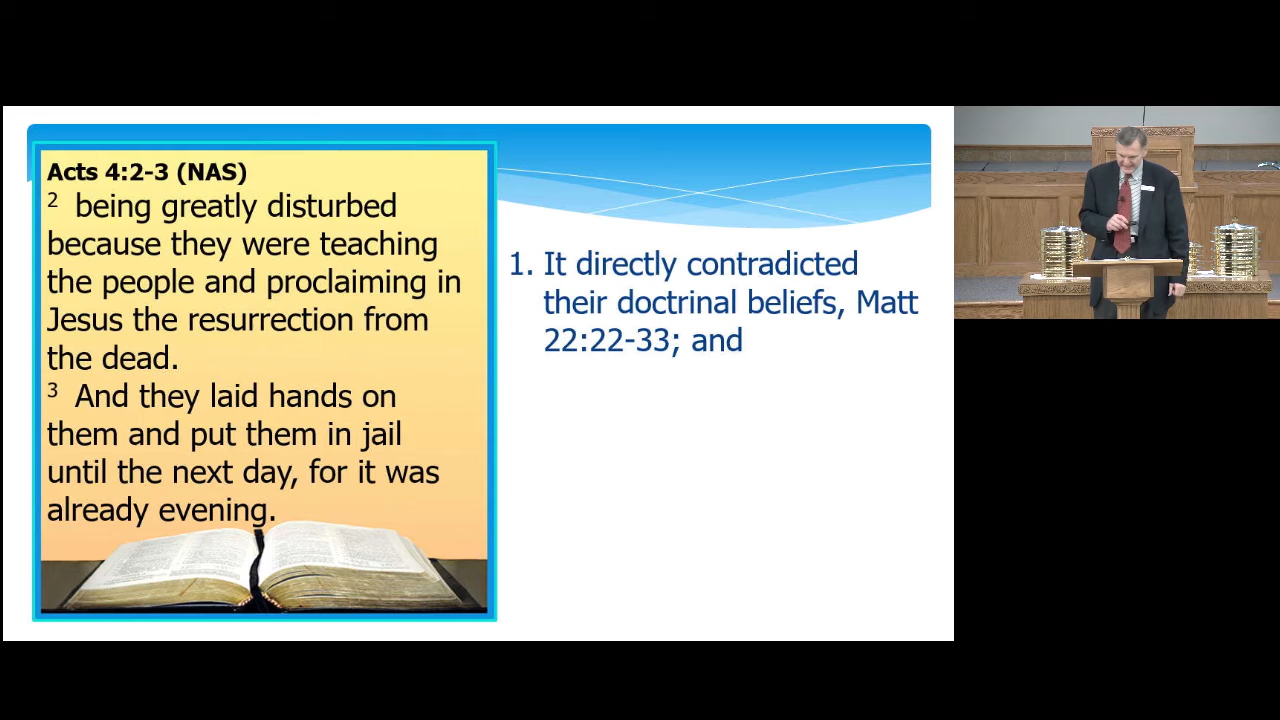 Acts 4:2-3 (NAS)
2 being greatly disturbed
because they were teaching
the people and proclaiming in
Jesus the resurrection from
the dead.
3 And they laid hands on
them and put them in jail
until the next day, for it was
already evening.
1. It directly contradicted
their doctrinal beliefs, Matt
22:22-33; and